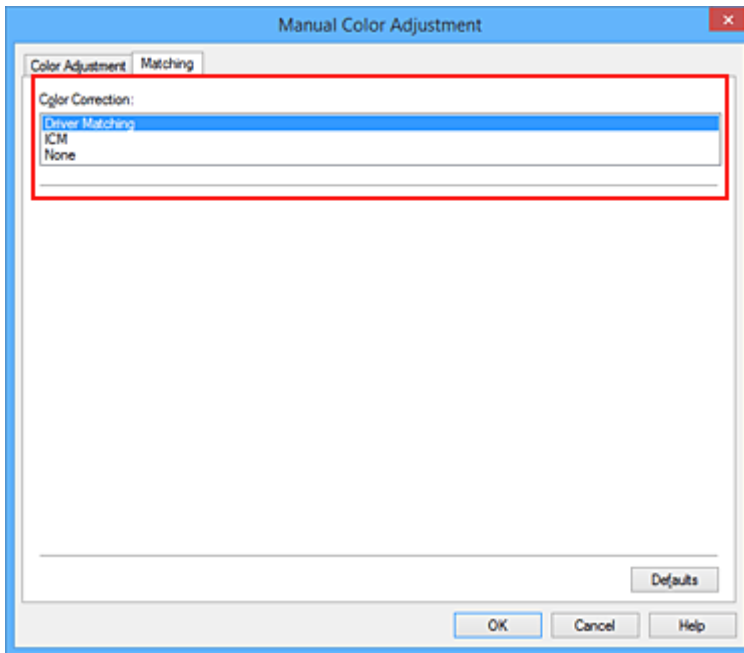 Manual Color Adjustment
Color Adjustment Matching
Color Correction:
Driver Matching
ICM
None
Defaults
OK Cancel Help